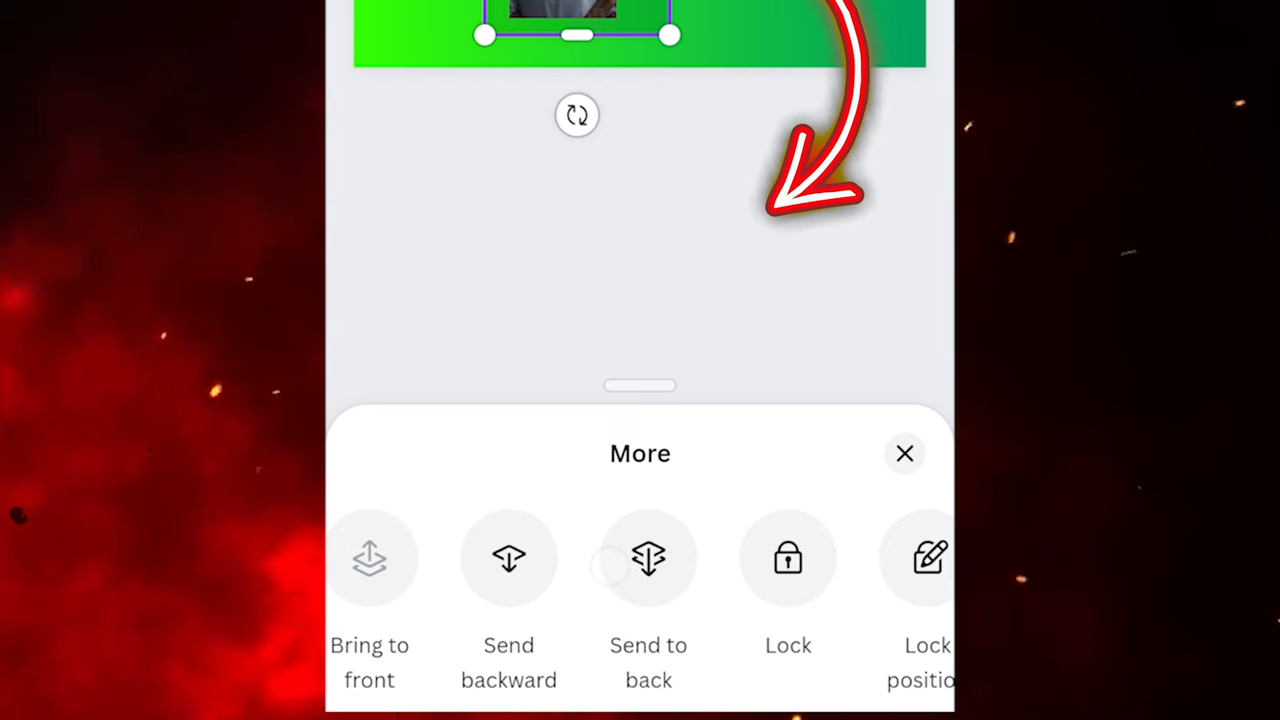 More
Bring to
front
Send
backward
Send to
back
Lock
Lock
positio